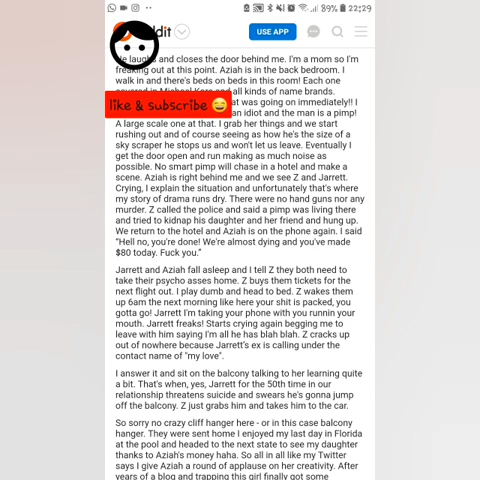 89% 22:29
ddit
USE APP
He laughs and closes the door behind me. I'm a mom so I'm
freaking out at this point. Aziah is in the back bedroom. I
walk in and there's beds on beds in this room! Each one
covered in Michael Kors and all kinds of name brands.
like & subscribe 😄
at was going on immediately!! I
an idiot and the man is a pimp!
A large scale one at that. I grab her things and we start
rushing out and of course seeing as how he's the size of a
sky scraper he stops us and won't let us leave. Eventually I
get the door open and run making as much noise as
possible. No smart pimp will chase in a hotel and make a
scene. Aziah is right behind me and we see Z and Jarrett.
Crying, I explain the situation and unfortunately that's where
my story of drama runs dry. There were no hand guns nor any
murder. Z called the police and said a pimp was living there
and tried to kidnap his daughter and her friend and hung up.
We return to the hotel and Aziah is on the phone again. I said
“Hell no, you're done! We're almost dying and you've made
$80 today. Fuck you.”
Jarrett and Aziah fall asleep and I tell Z they both need to
take their psycho asses home. Z buys them tickets for the
next flight out. I play dumb and head to bed. Z wakes them
up 6am the next morning like here your shit is packed, you
gotta go! Jarrett I'm taking your phone with you runnin your
mouth. Jarrett freaks! Starts crying again begging me to
leave with him saying I'm all he has blah blah. Z cracks up
out of nowhere because Jarrett's ex is calling under the
contact name of "my love".
I answer it and sit on the balcony talking to her learning quite
a bit. That's when, yes, Jarrett for the 50th time in our
relationship threatens suicide and swears he's gonna jump
off the balcony. Z just grabs him and takes him to the car.
So sorry no crazy cliff hanger here - or in this case balcony
hanger. They were sent home I enjoyed my last day in Florida
at the pool and headed to the next state to see my daughter
thanks to Aziah's money haha. So all in all like my Twitter
says I give Aziah a round of applause on her creativity. After
years of a blog and trapping this girl finally got some